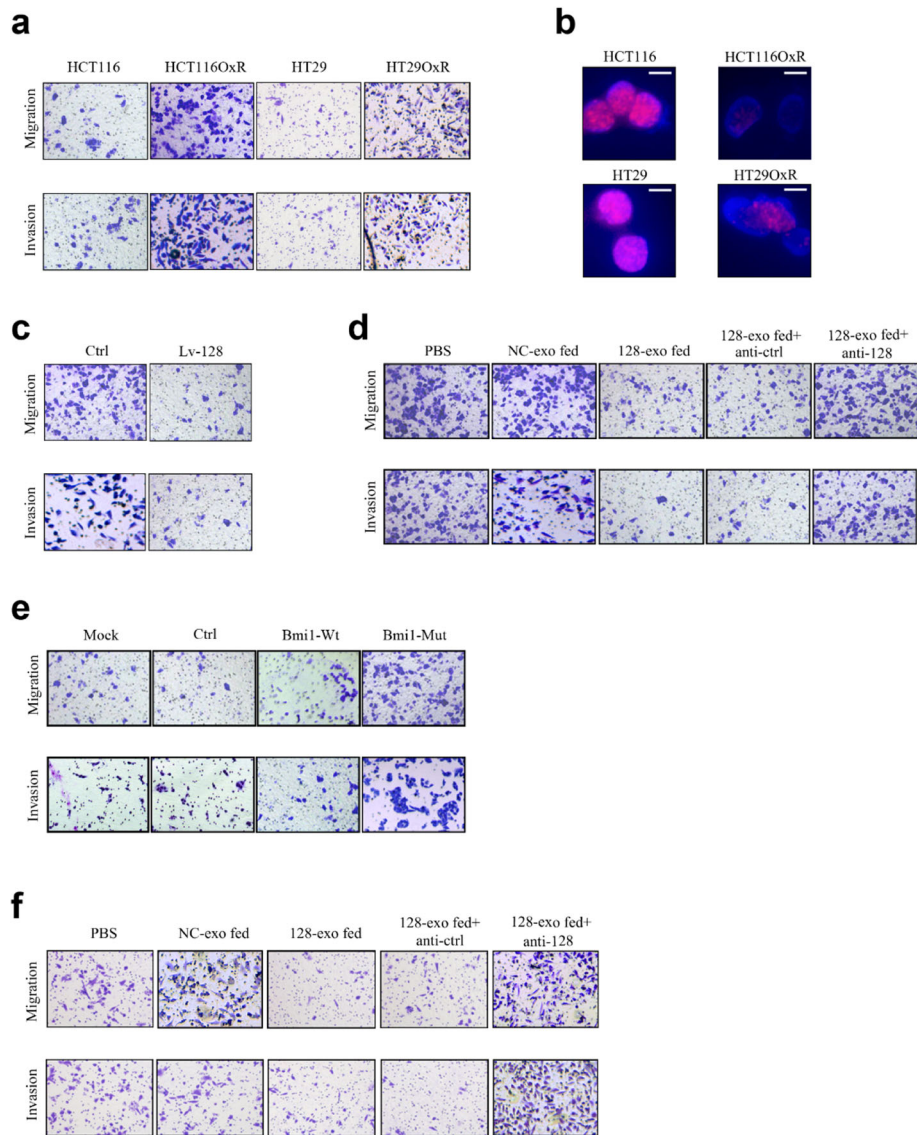 a
HCT116 HCT116OxR HT29 HT29OxR
Migration
Invasion
b
HCT116 HCT116OxR
HT29 HT29OxR
c
Ctrl Lv-128
Migration
Invasion
d
PBS NC-exo fed 128-exo fed 128-exo fed+ 128-exo fed+
anti-ctrl anti-128
Migration
Invasion
e
Mock Ctrl Bmi1-Wt Bmi1-Mut
Migration
Invasion
f
PBS NC-exo fed 128-exo fed 128-exo fed+ 128-exo fed+
anti-ctrl anti-128
Migration
Invasion